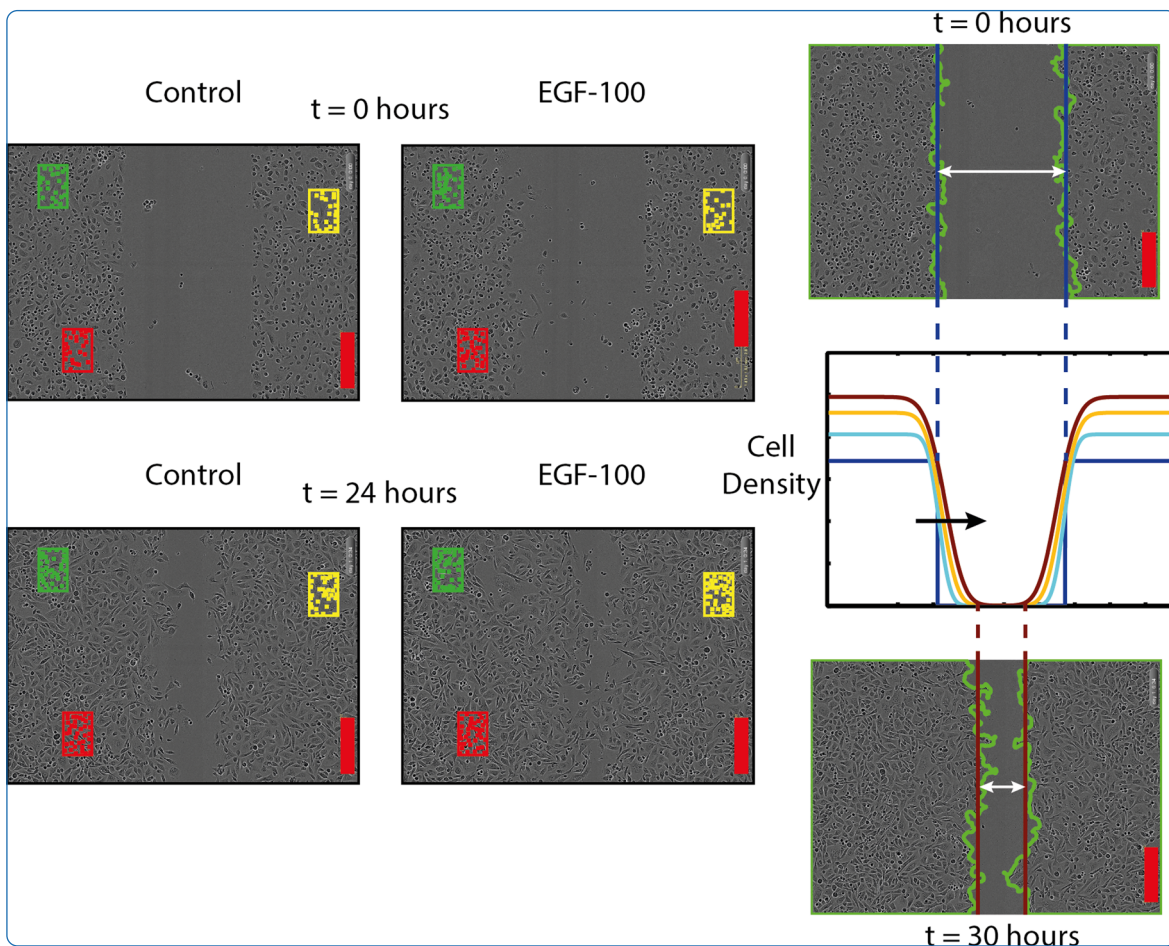 t = 0 hours
Control
EGF-100
t = 0 hours
Cell
Density
Control
EGF-100
t = 24 hours
t = 30 hours